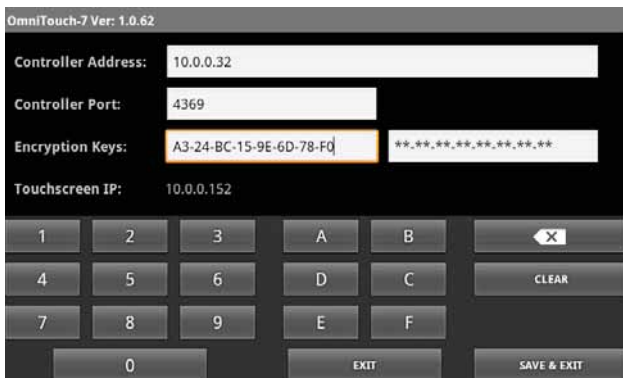 OmniTouch-7 Ver: 1.0.62
Controller Address: 10.0.0.32
Controller Port: 4369
Encryption Keys: A3-24-BC-15-9E-6D-78-F0 **-**-**-**-**-**-**-**
Touchscreen IP: 10.0.0.152
1 2 3 A B
4 5 6 D C CLEAR
7 8 9 E F
0 EXIT SAVE & EXIT